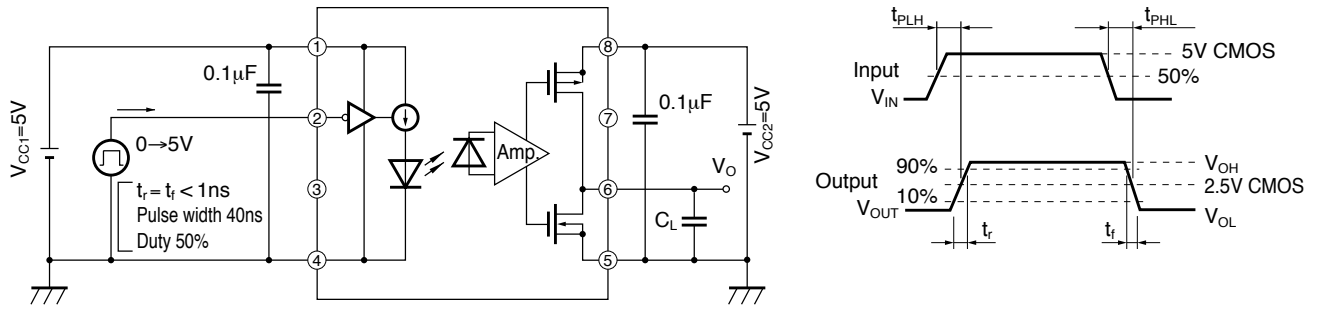 V_CC1=5V
0.1μF
0→5V
t_r = t_f < 1ns
Pulse width 40ns
Duty 50%
1
2
3
4
Amp.
8
7
6
5
0.1μF
V_CC2=5V
V_O
C_L
t_PLH
t_PHL
Input
V_IN
5V CMOS
50%
Output
V_OUT
90%
10%
V_OH
2.5V CMOS
V_OL
t_r
t_f